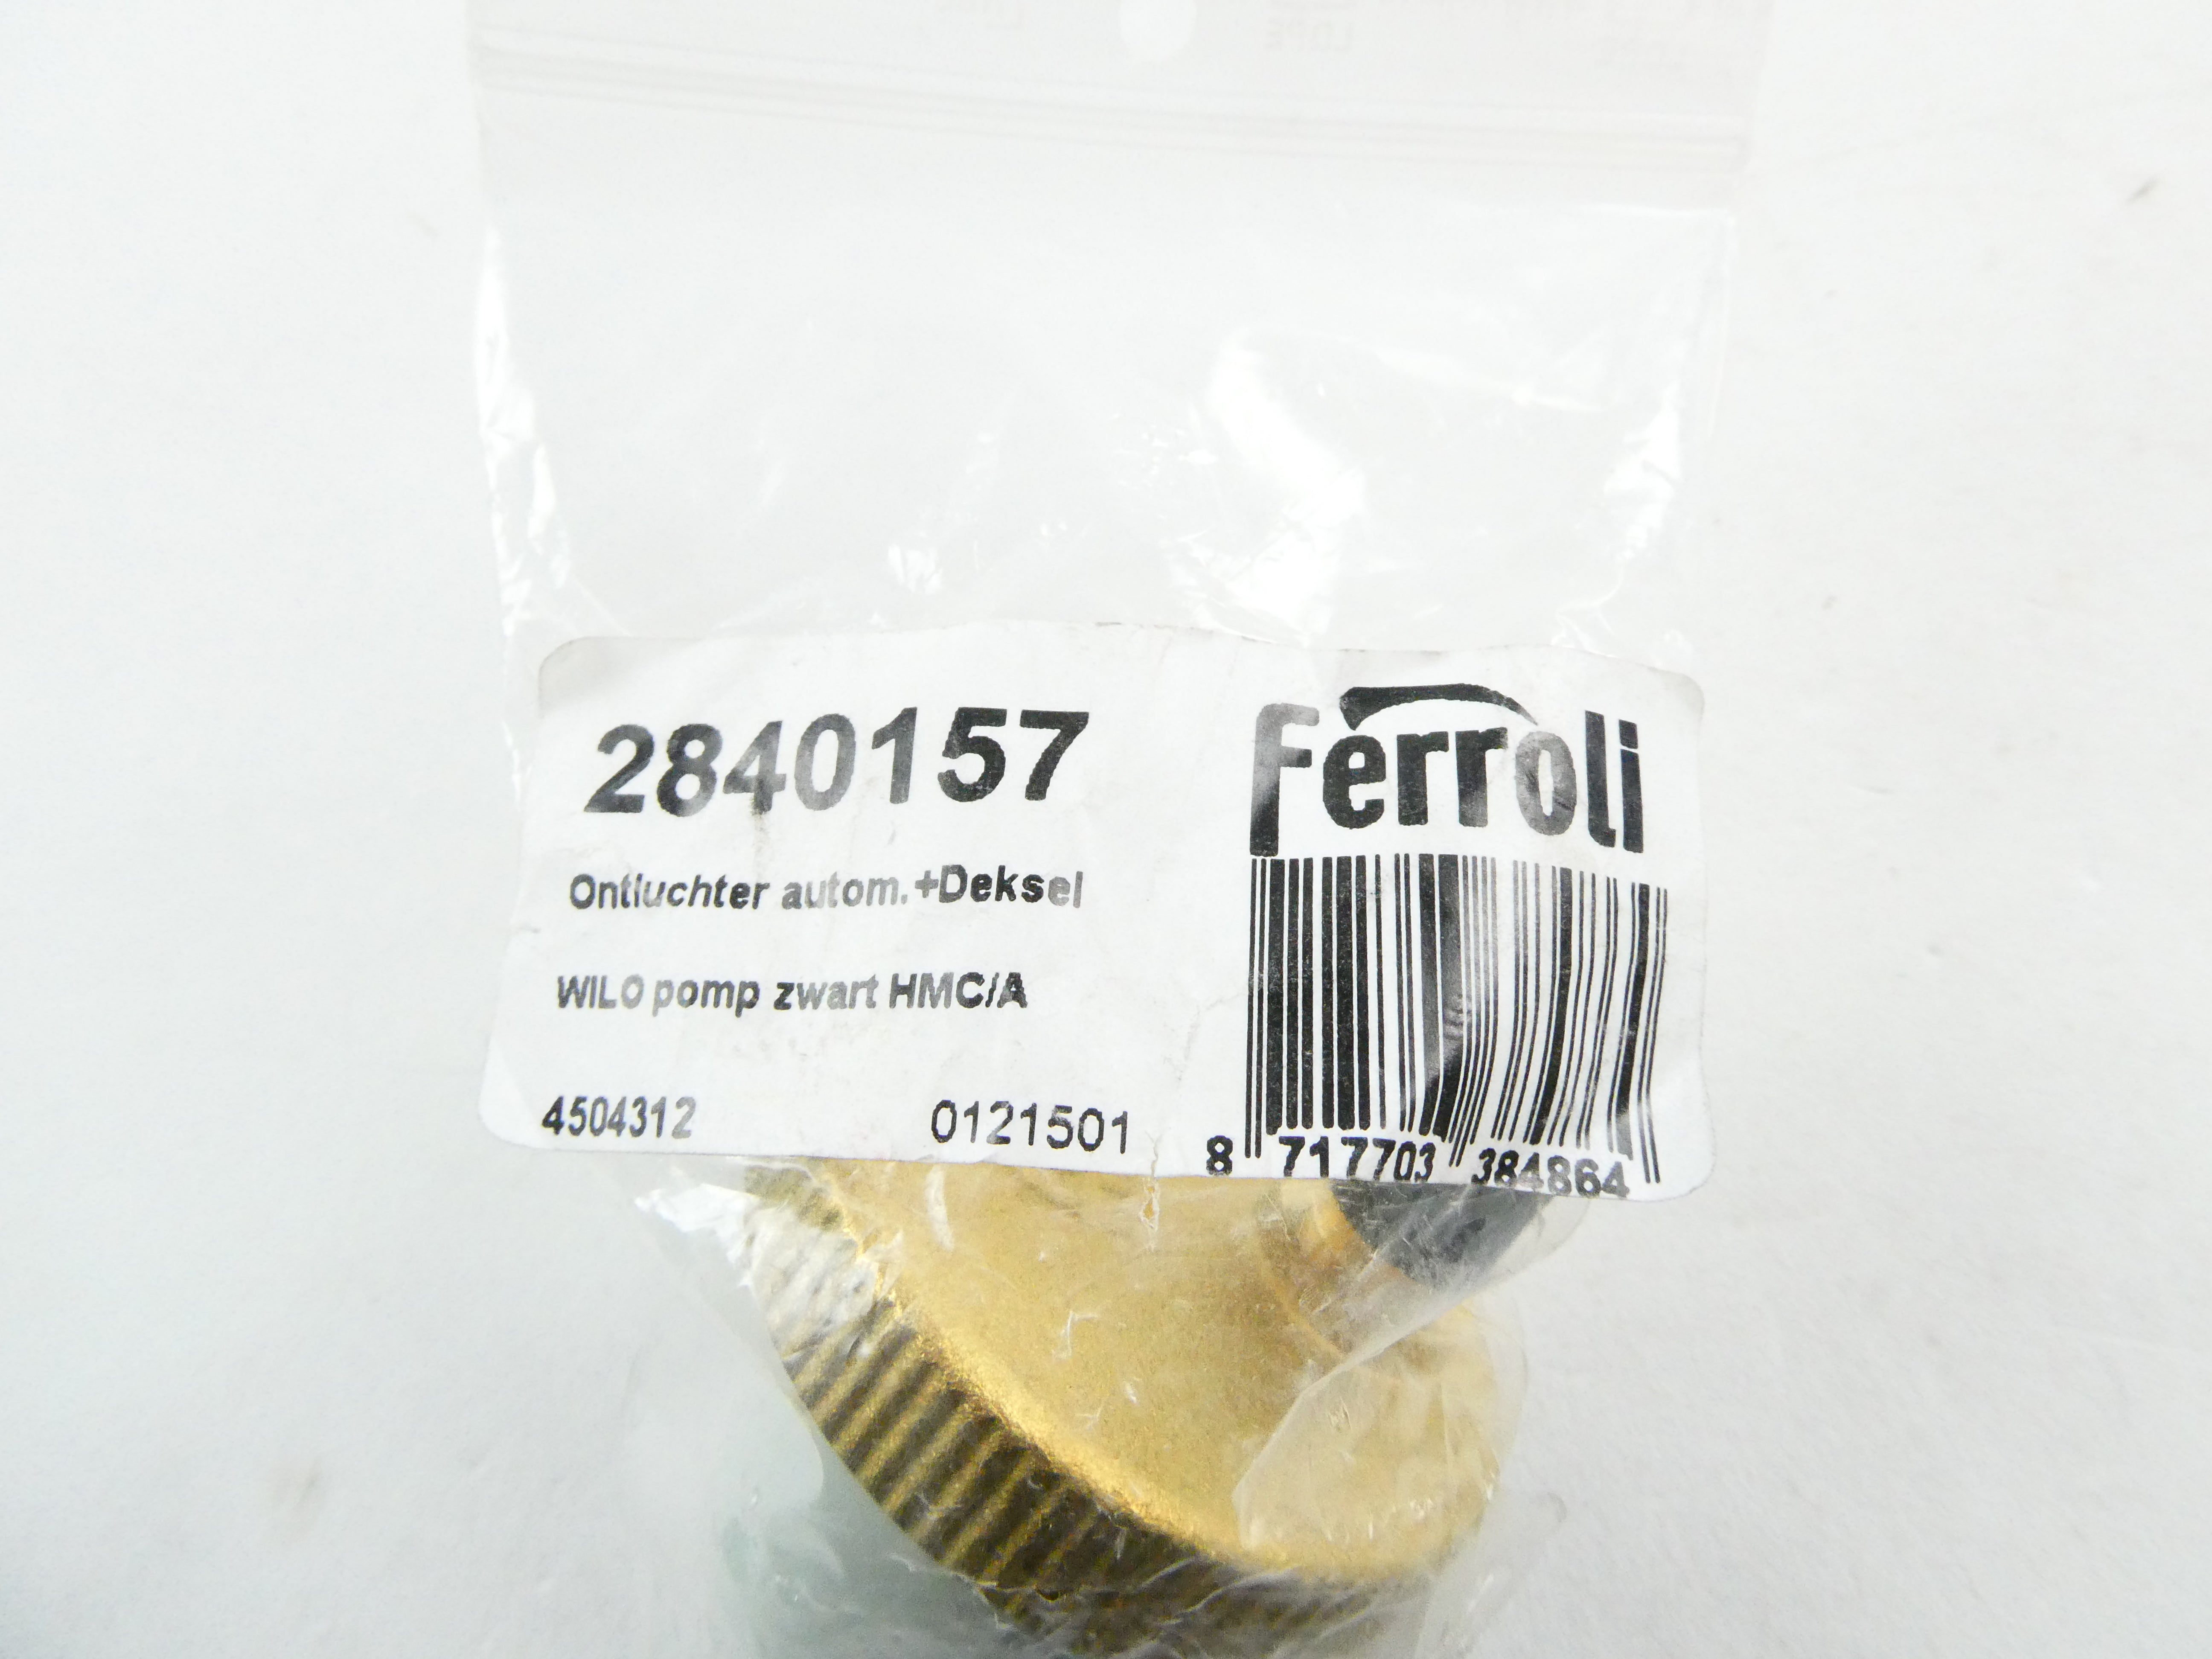 2840157
Ferroli
Ontluchter autom.+Deksel
WILO pomp zwart HMC/A
4504312
0121501
8 717703 384864